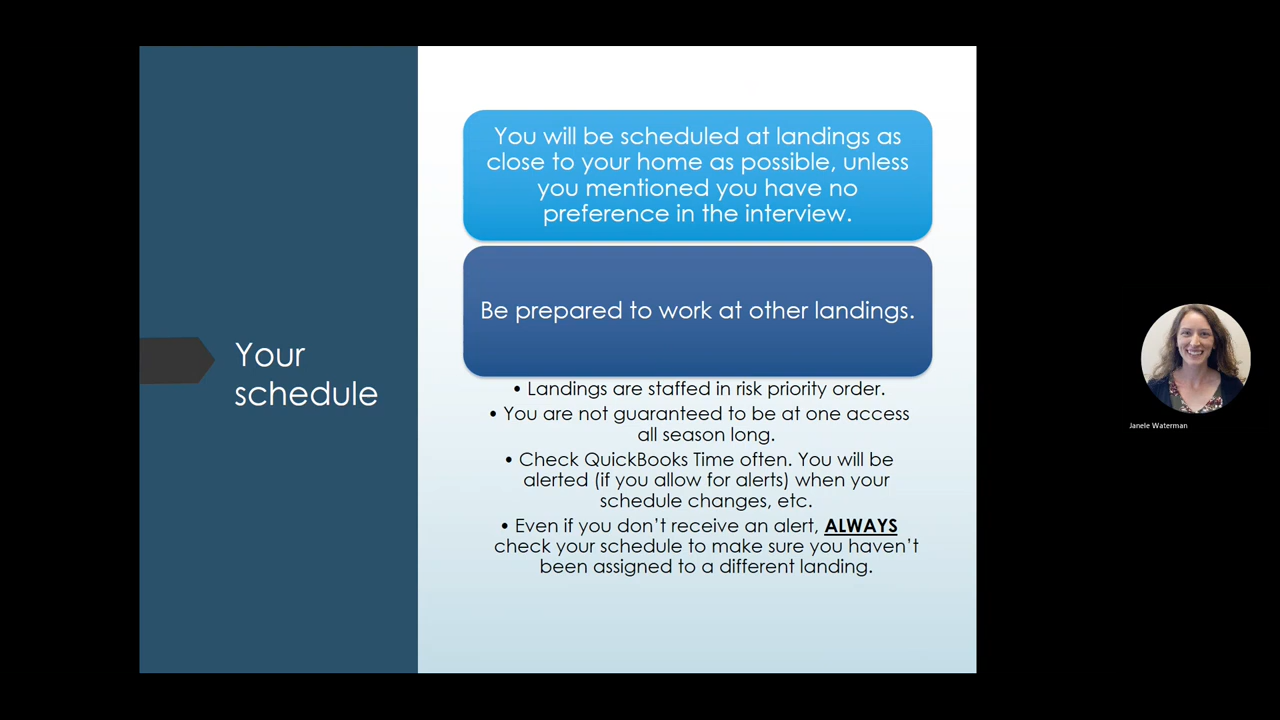 Your
schedule
You will be scheduled at landings as
close to your home as possible, unless
you mentioned you have no
preference in the interview.
Be prepared to work at other landings.
• Landings are staffed in risk priority order.
• You are not guaranteed to be at one access
all season long.
• Check QuickBooks Time often. You will be
alerted (if you allow for alerts) when your
schedule changes, etc.
• Even if you don’t receive an alert, ALWAYS
check your schedule to make sure you haven’t
been assigned to a different landing.
Janele Waterman